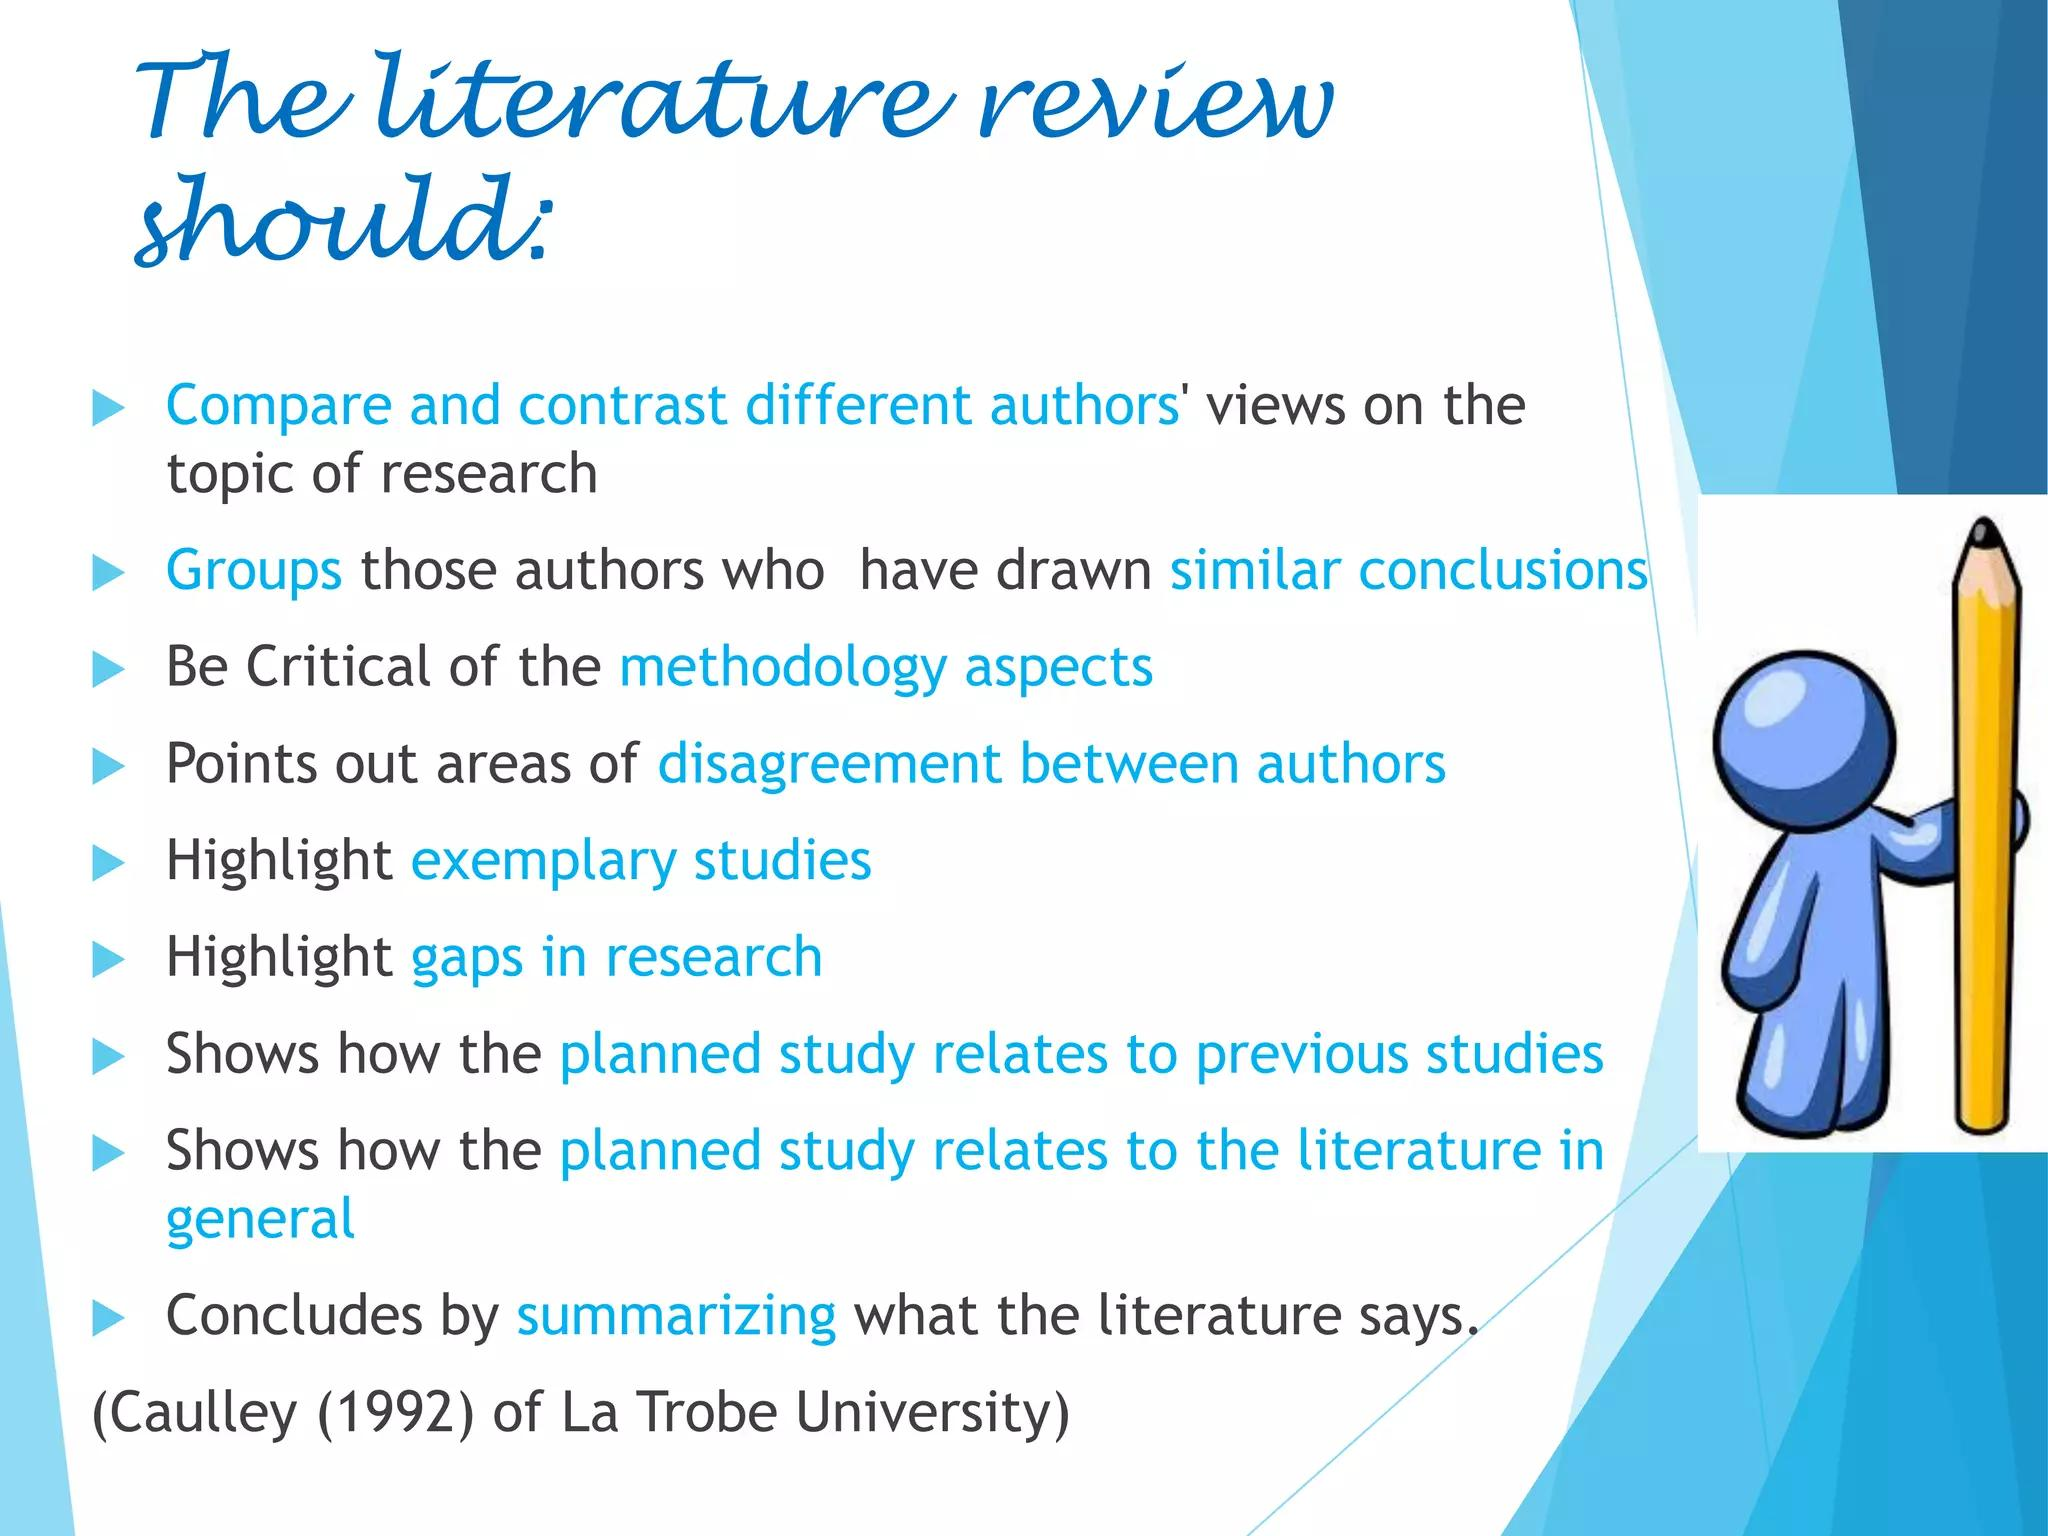 The literature review
should:
Compare and contrast different authors' views on the
topic of research
Groups those authors who  have drawn similar conclusions
Be Critical of the methodology aspects
Points out areas of disagreement between authors
Highlight exemplary studies
Highlight gaps in research
Shows how the planned study relates to previous studies
Shows how the planned study relates to the literature in
general
Concludes by summarizing what the literature says.
(Caulley (1992) of La Trobe University)